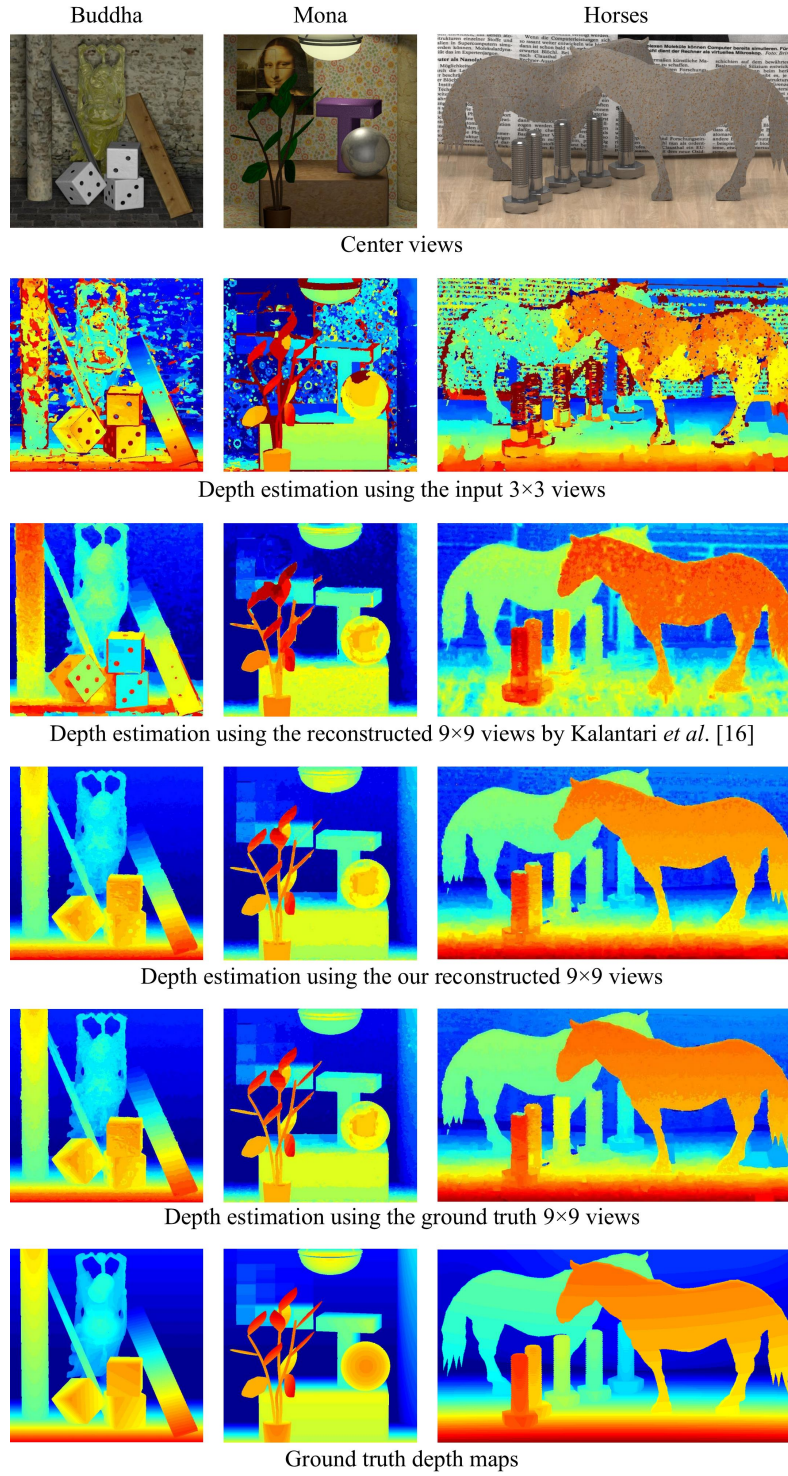 Buddha
Mona
Horses
Center views
Depth estimation using the input 3×3 views
Depth estimation using the reconstructed 9×9 views by Kalantari et al. [16]
Depth estimation using the our reconstructed 9×9 views
Depth estimation using the ground truth 9×9 views
Ground truth depth maps